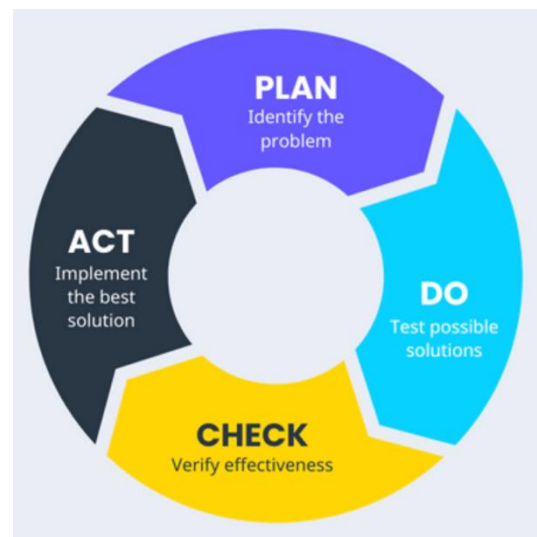 PLAN
Identify the
problem
DO
Test possible
solutions
CHECK
Verify effectiveness
ACT
Implement
the best
solution